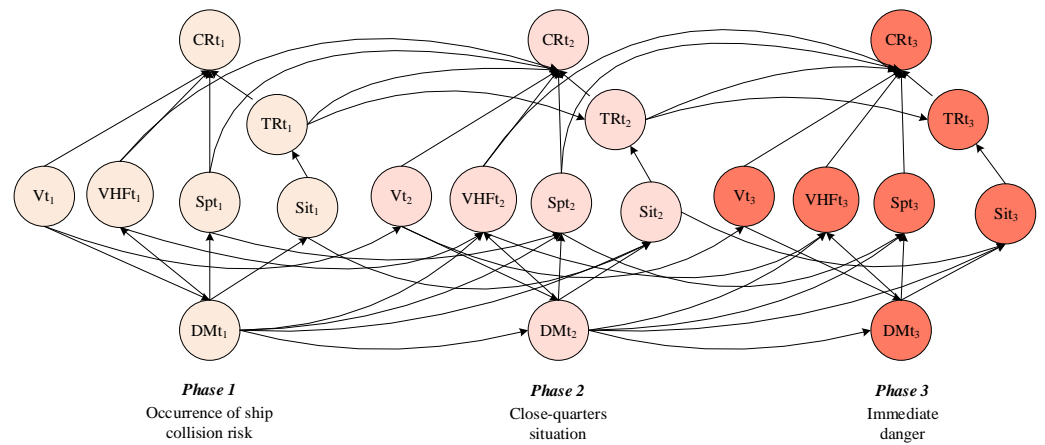 CRt1
CRt2
CRt3
TRt1
TRt2
TRt3
Vt1
VHFt1
Spt1
Sit1
Vt2
VHFt2
Spt2
Sit2
Vt3
VHFt3
Spt3
Sit3
DMt1
DMt2
DMt3
Phase 1
Occurrence of ship
collision risk
Phase 2
Close-quarters
situation
Phase 3
Immediate
danger